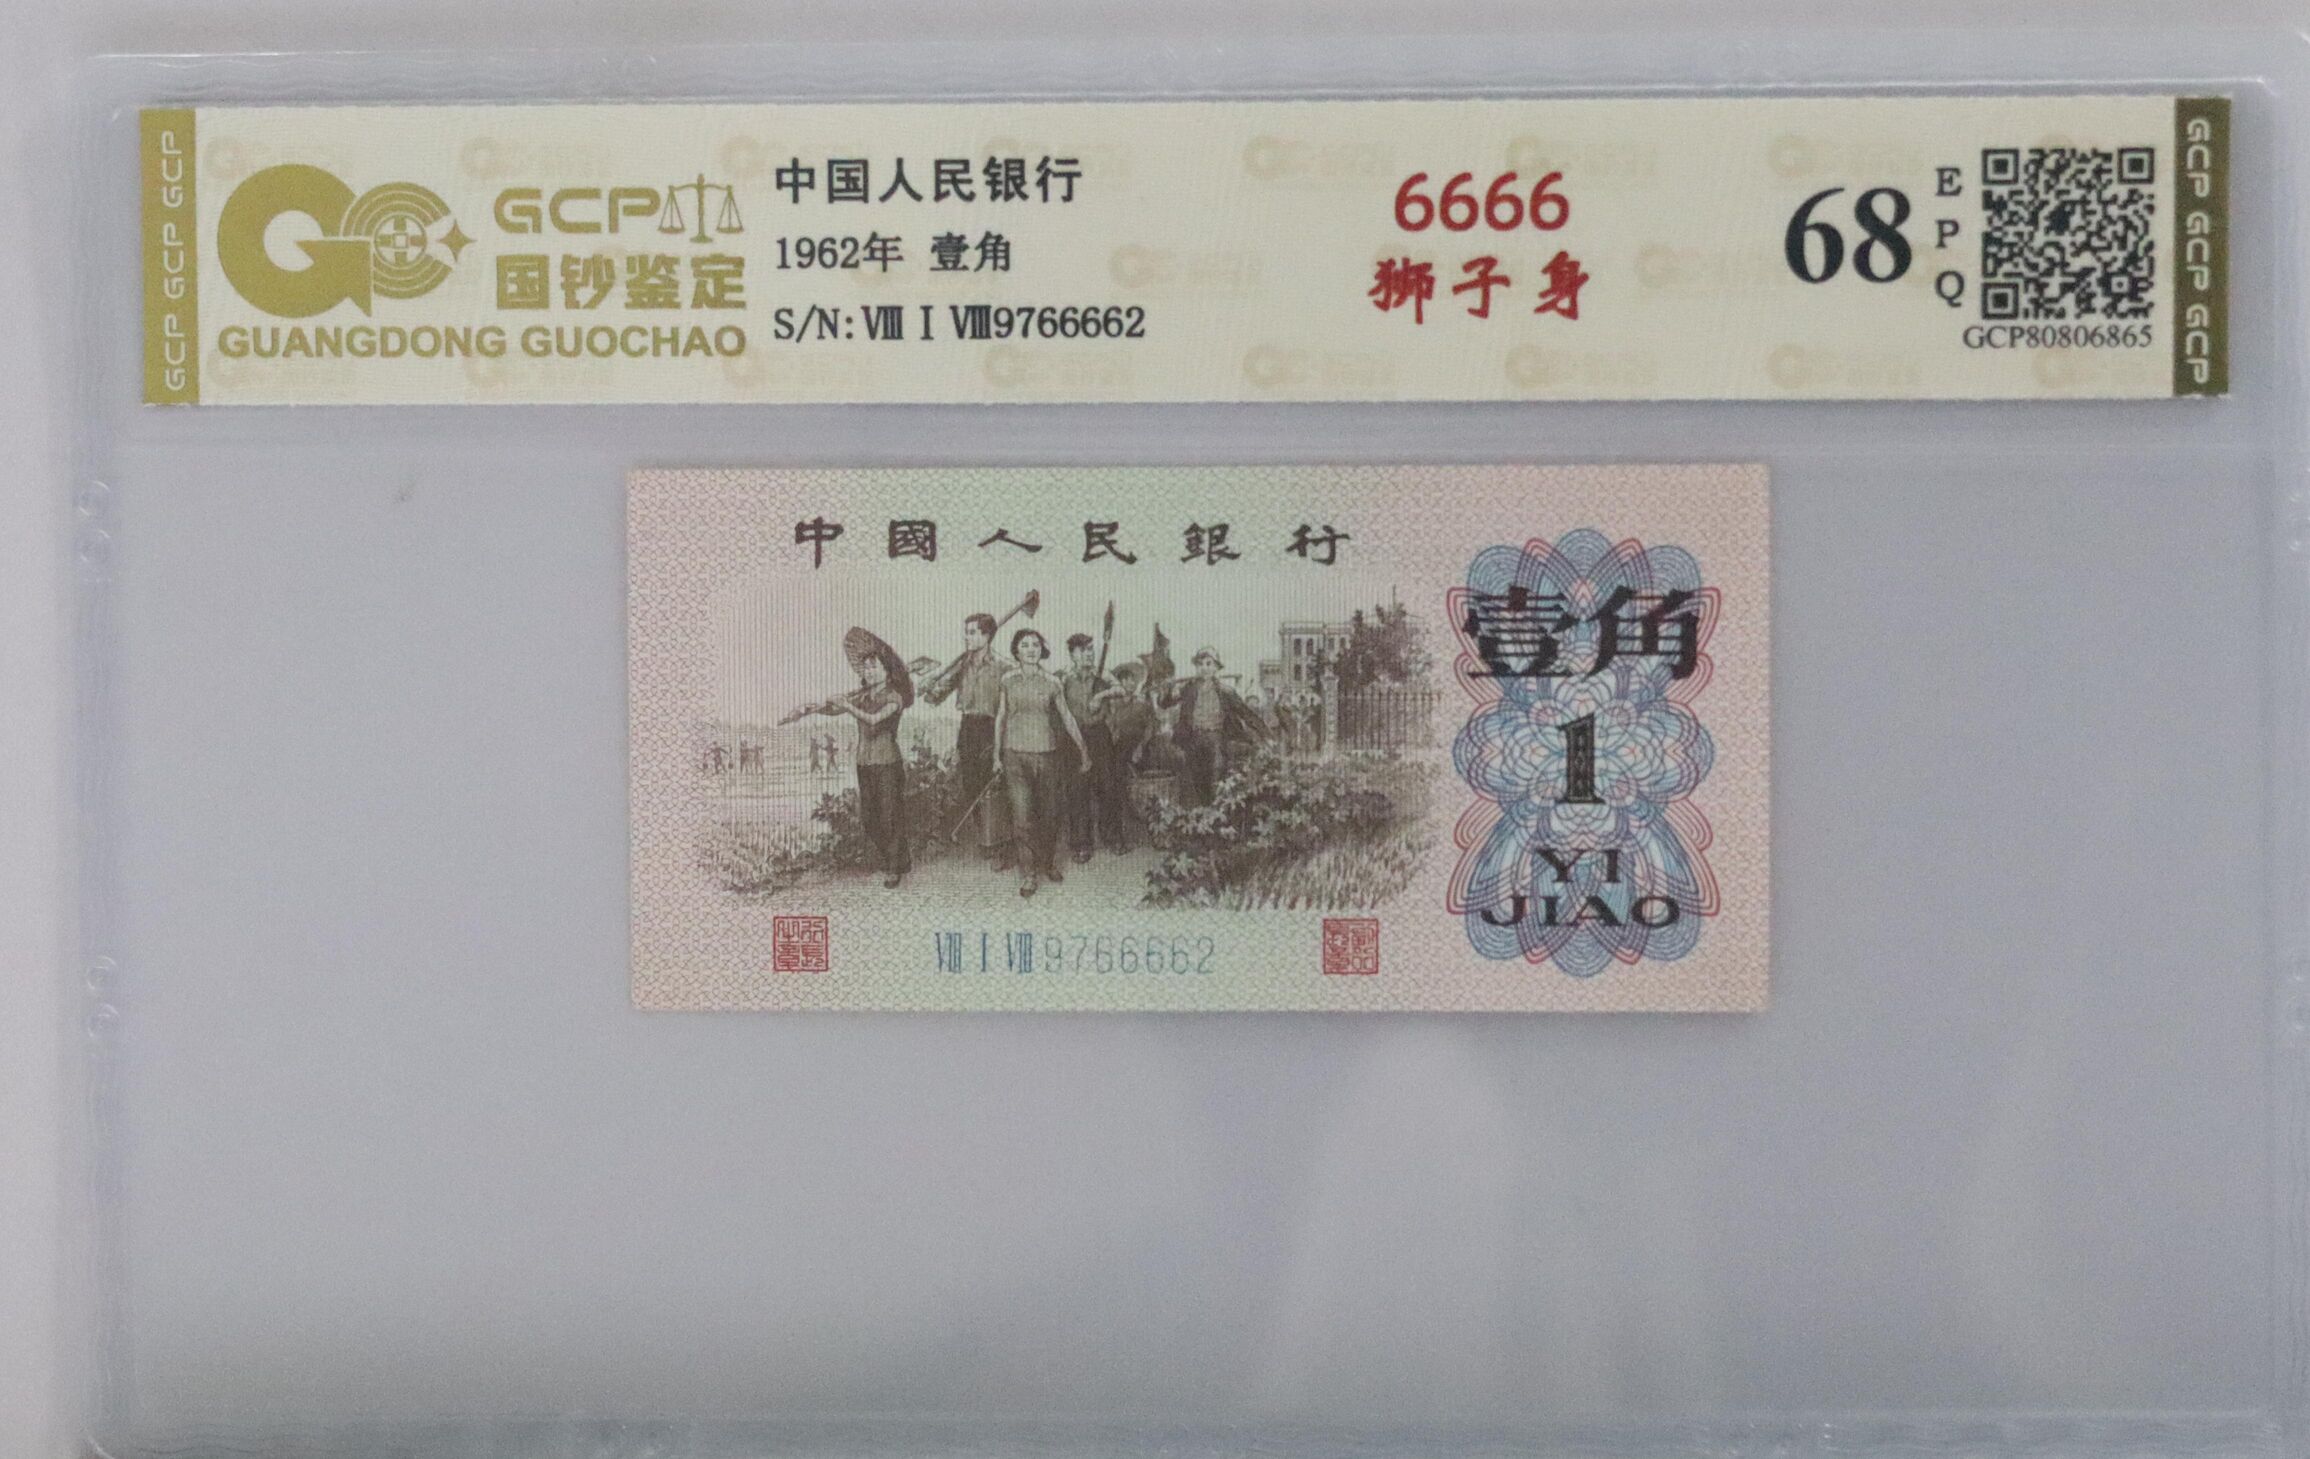 GCP GCP GCP
GCP
国钞鉴定
GUANGDONG GUOCHAO
中国人民银行
1962年 壹角
S/N: Ⅷ Ⅰ Ⅷ9766662
6666
狮子身
68
E
P
Q
GCP80806865
GCP GCP GCP
中國人民銀行
壹角
1
YI
JIAO
Ⅷ Ⅰ Ⅷ 9766662